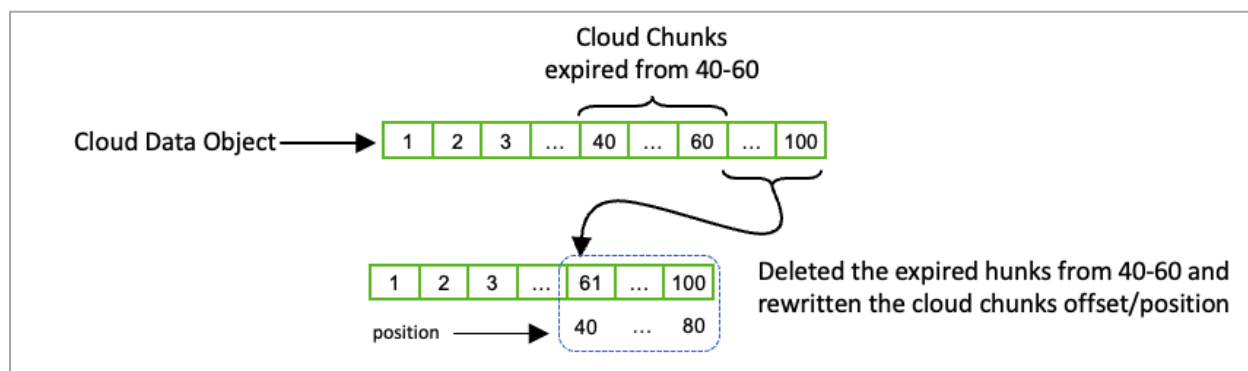 Cloud Chunks
expired from 40-60
Cloud Data Object
1 2 3 ... 40 ... 60 ... 100
1 2 3 ... 61 ... 100
position 40 ... 80
Deleted the expired hunks from 40-60 and
rewritten the cloud chunks offset/position